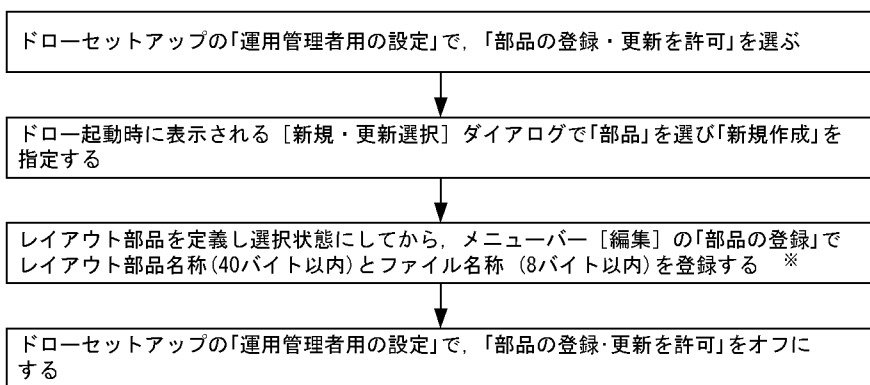 ドローセットアップの「運用管理者用の設定」で，「部品の登録・更新を許可」を選ぶ
ドロー起動時に表示される［新規・更新選択］ダイアログで「部品」を選び「新規作成」を
指定する
レイアウト部品を定義し選択状態にしてから，メニューバー［編集］の「部品の登録」で
レイアウト部品名称(40バイト以内)とファイル名称(8バイト以内)を登録する ※
ドローセットアップの「運用管理者用の設定」で，「部品の登録・更新を許可」をオフに
する